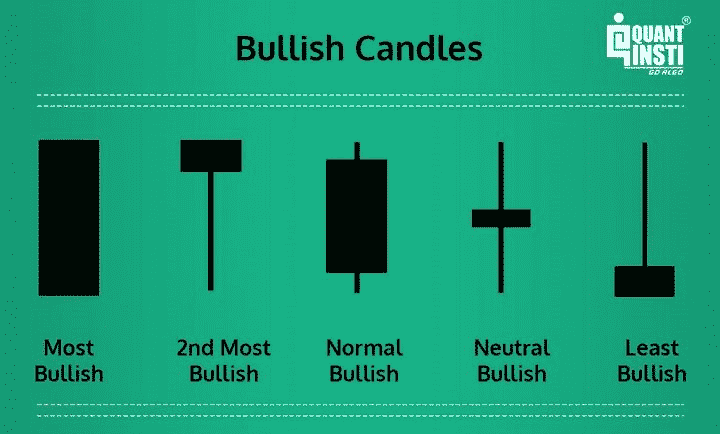 Bullish Candles
QUANT
INSTI
®
GO ALGO
Most
Bullish
2nd Most
Bullish
Normal
Bullish
Neutral
Bullish
Least
Bullish